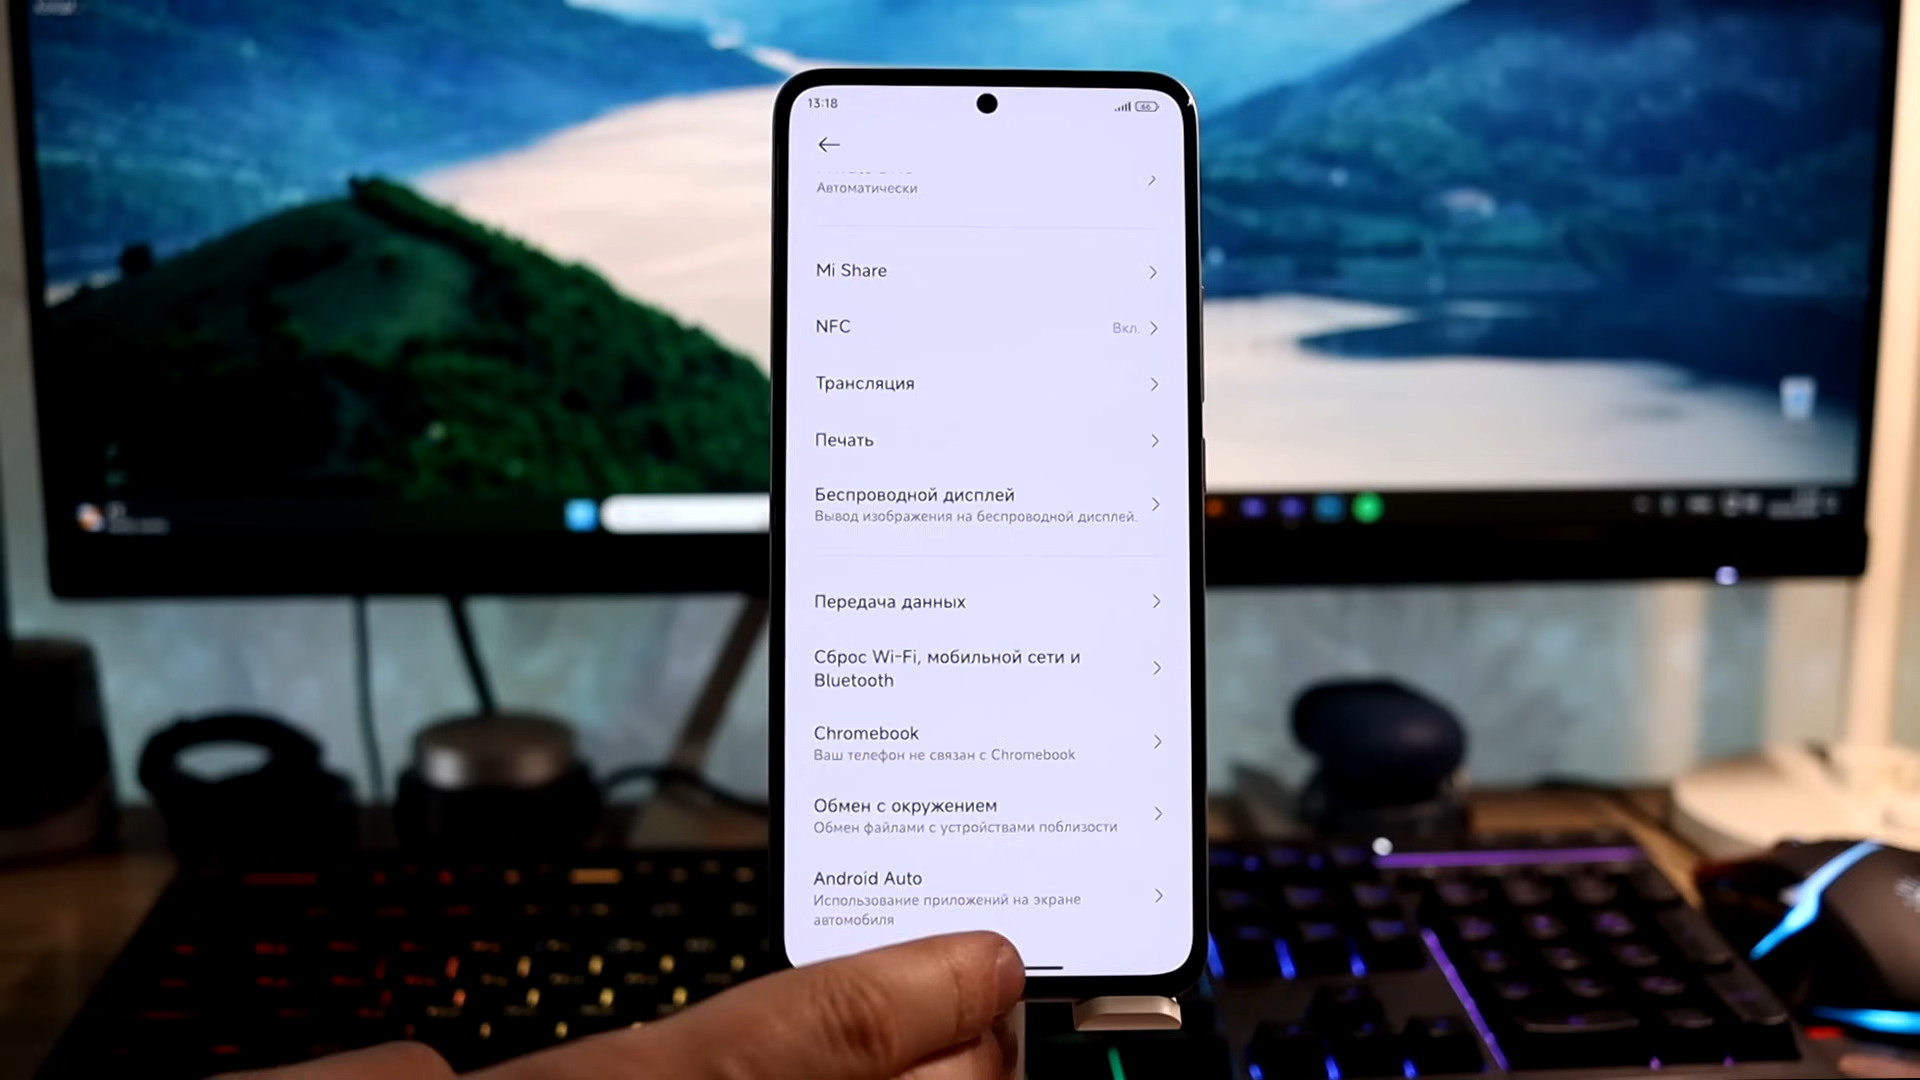 13:18
66
Автоматически
Mi Share
NFC
Вкл.
Трансляция
Печать
Беспроводной дисплей
Вывод изображения на беспроводной дисплей.
Передача данных
Сброс Wi-Fi, мобильной сети и
Bluetooth
Chromebook
Ваш телефон не связан с Chromebook
Обмен с окружением
Обмен файлами с устройствами поблизости
Android Auto
Использование приложений на экране
автомобиля